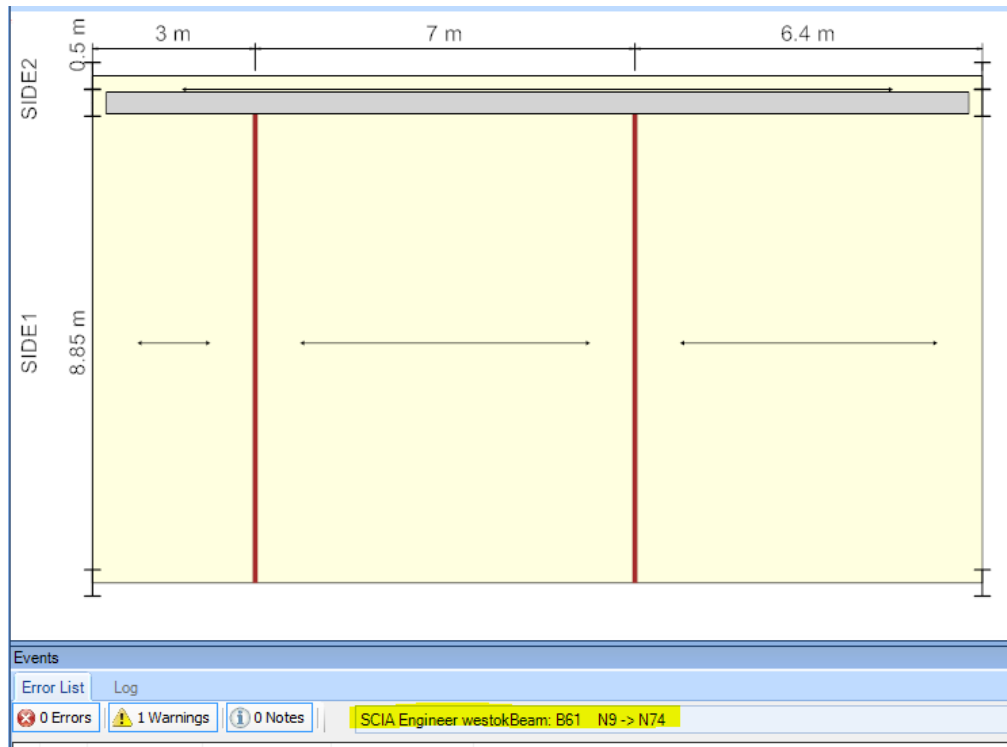 3 m 7 m 6.4 m
0.5 m
SIDE2
SIDE1
8.85 m
Events
Error List Log
0 Errors 1 Warnings 0 Notes SCIA Engineer westokBeam: B61 N9 -> N74